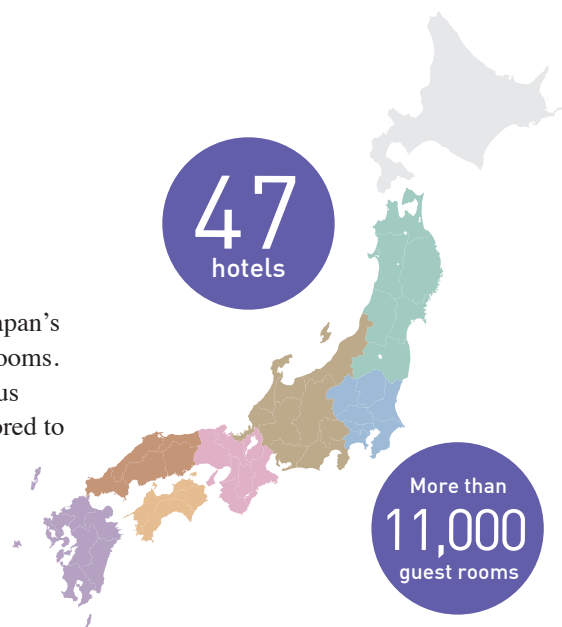 47
hotels
apan's
ooms.
us
ored to
More than
11,000
guest rooms